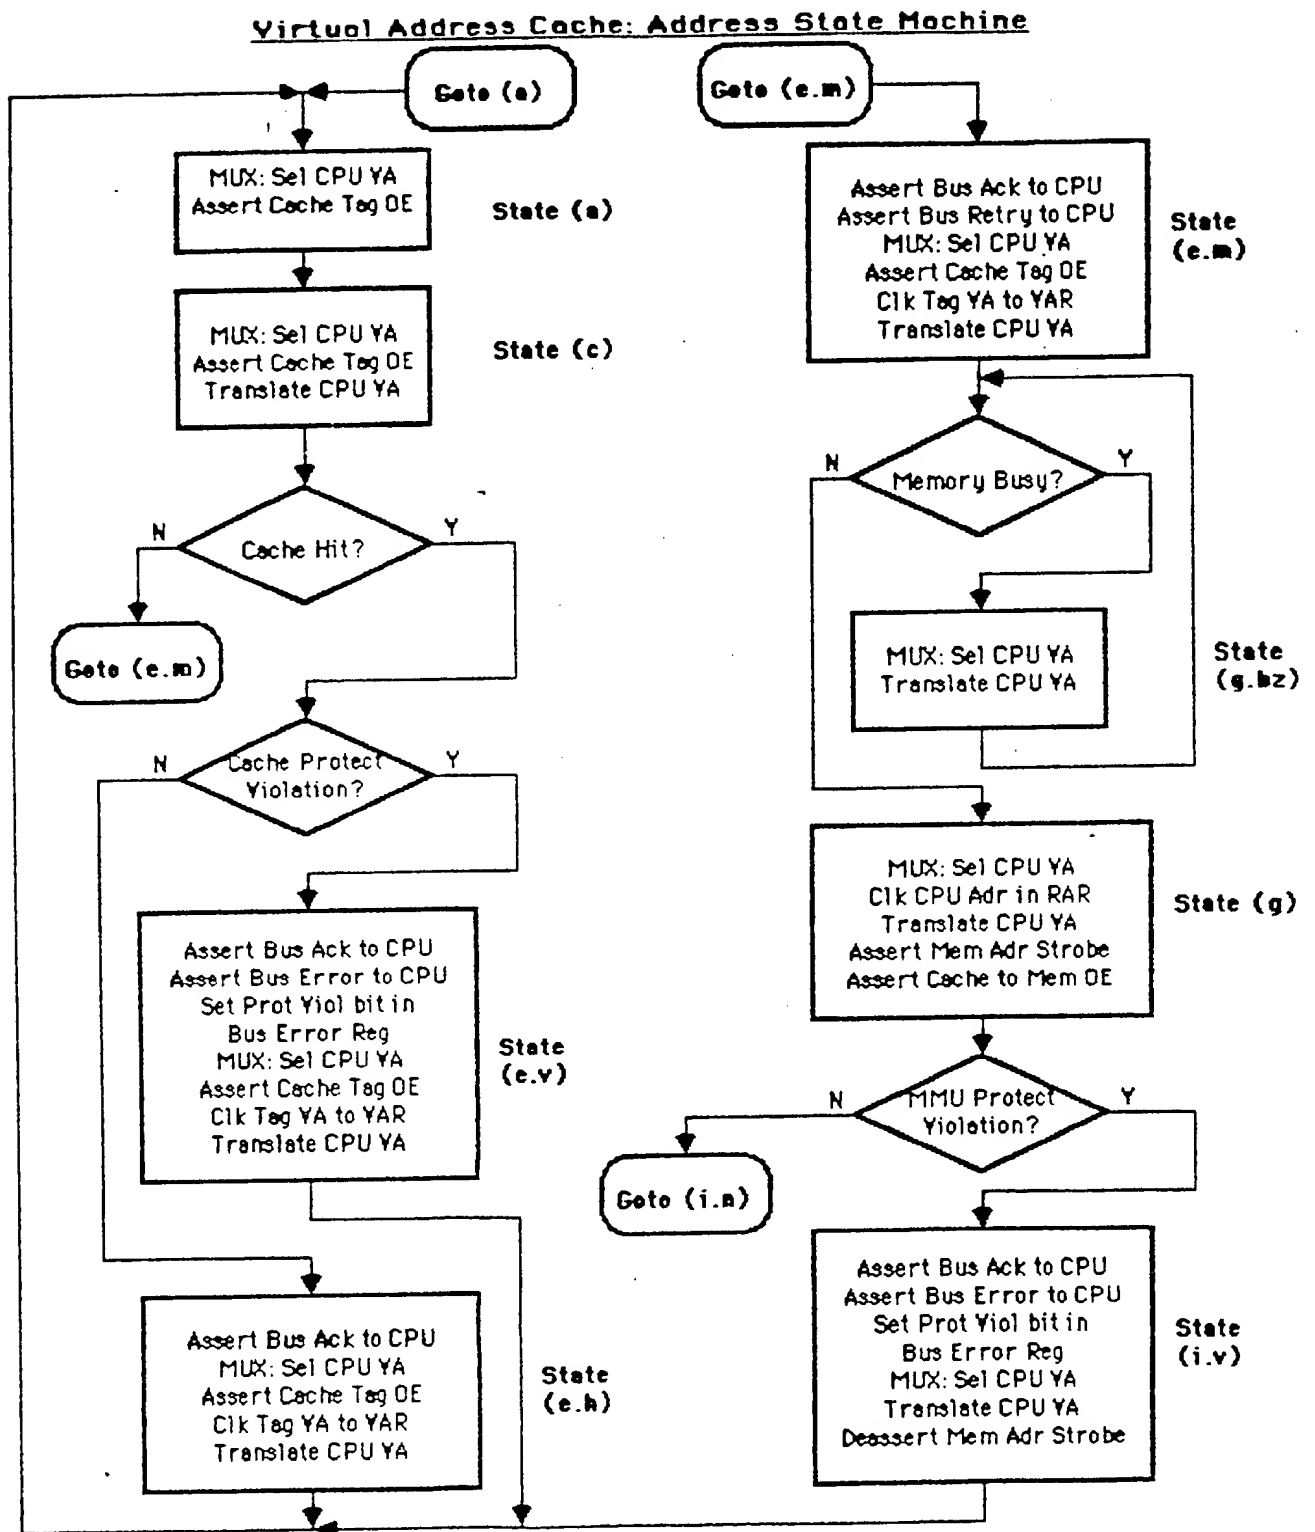 Virtual Address Cache: Address State Machine
Goto (a)
MUX: Sel CPU VA
Assert Cache Tag OE
State (a)
MUX: Sel CPU VA
Assert Cache Tag OE
Translate CPU VA
State (c)
N
Y
Cache Hit?
Goto (e.m)
N
Y
Cache Protect
Violation?
Assert Bus Ack to CPU
Assert Bus Error to CPU
Set Prot Viol bit in
Bus Error Reg
MUX: Sel CPU VA
Assert Cache Tag OE
Clk Tag VA to VAR
Translate CPU VA
State
(e.v)
Assert Bus Ack to CPU
MUX: Sel CPU VA
Assert Cache Tag OE
Clk Tag VA to VAR
Translate CPU VA
State
(e.h)
Goto (e.m)
Assert Bus Ack to CPU
Assert Bus Retry to CPU
MUX: Sel CPU VA
Assert Cache Tag OE
Clk Tag VA to VAR
Translate CPU VA
State
(e.m)
N
Y
Memory Busy?
MUX: Sel CPU VA
Translate CPU VA
State
(g.bz)
MUX: Sel CPU VA
Clk CPU Adr in RAR
Translate CPU VA
Assert Mem Adr Strobe
Assert Cache to Mem OE
State (g)
N
Y
MMU Protect
Violation?
Goto (i.n)
Assert Bus Ack to CPU
Assert Bus Error to CPU
Set Prot Viol bit in
Bus Error Reg
MUX: Sel CPU VA
Translate CPU VA
Deassert Mem Adr Strobe
State
(i.v)